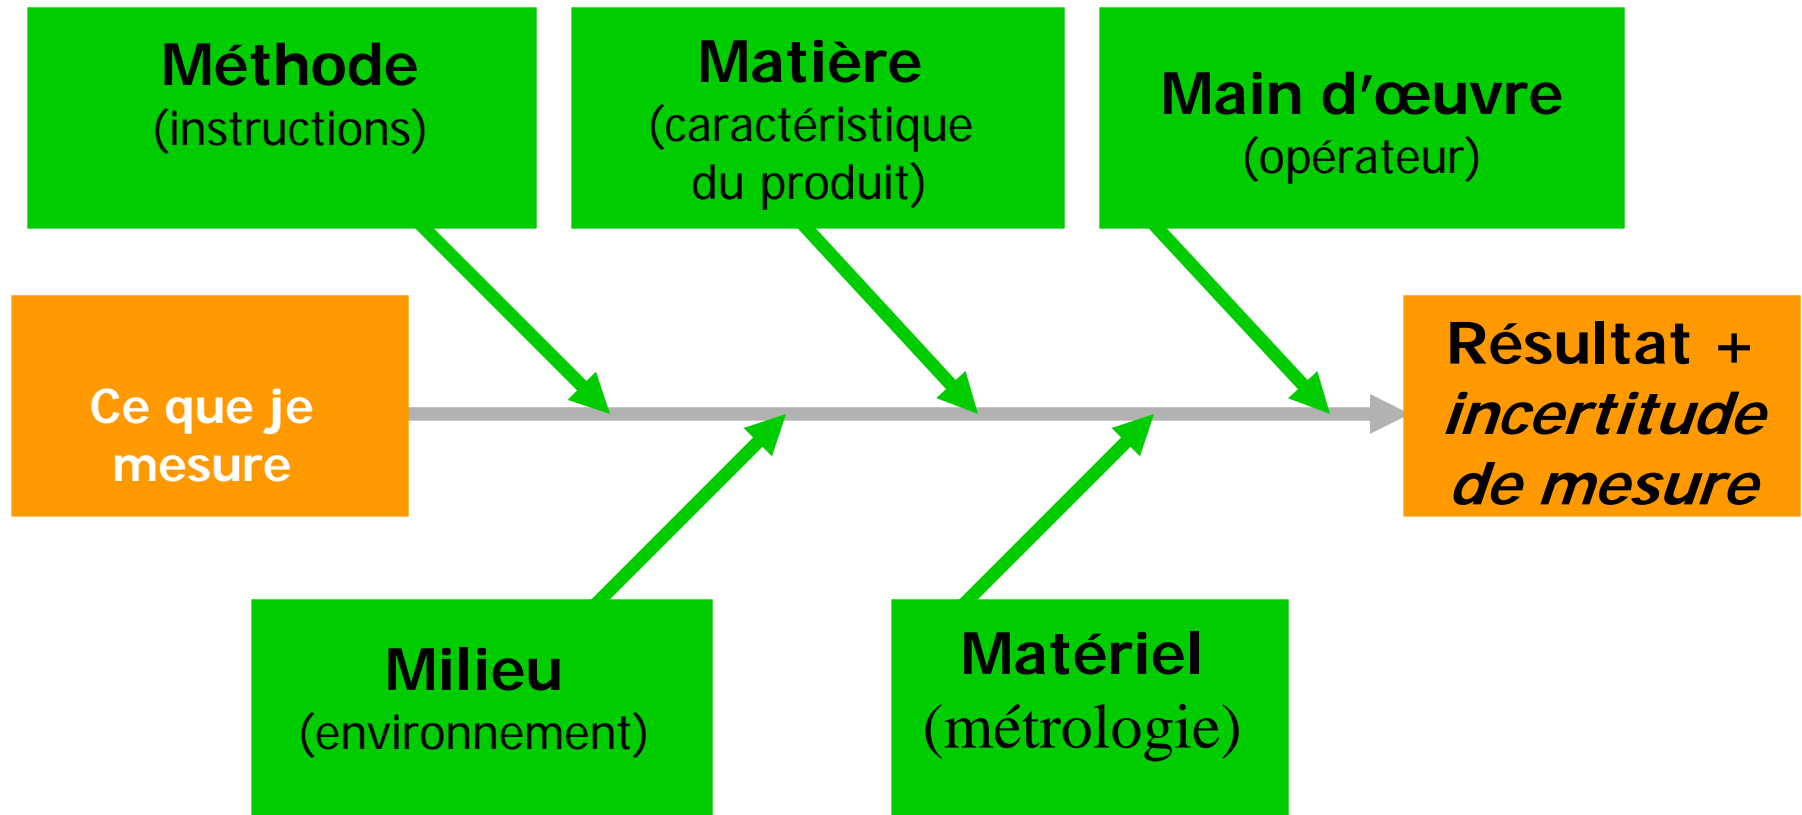 Méthode
(instructions)
Matière
(caractéristique
du produit)
Main d’œuvre
(opérateur)
Ce que je
mesure
Résultat +
incertitude
de mesure
Milieu
(environnement)
Matériel
(métrologie)